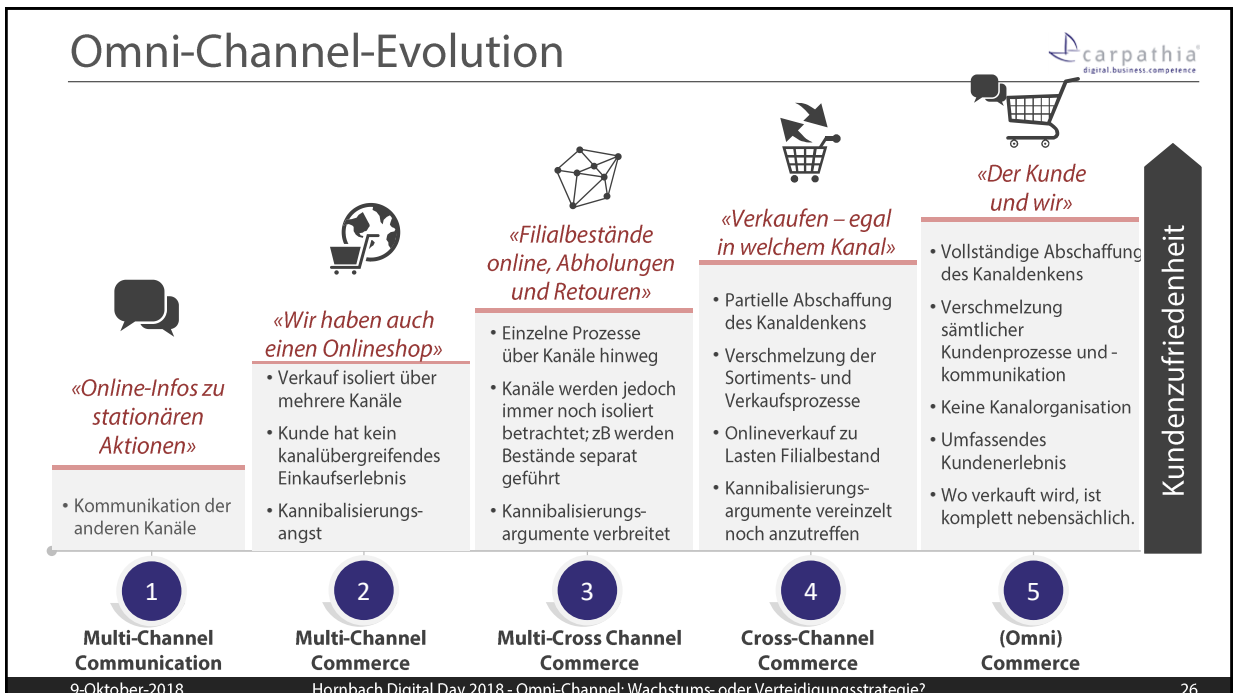 Omni-Channel-Evolution
carpathia
digital.business.competence
«Online-Infos zu
stationären
Aktionen»
• Kommunikation der
anderen Kanäle
1
Multi-Channel
Communication
«Wir haben auch
einen Onlineshop»
• Verkauf isoliert über
mehrere Kanäle
• Kunde hat kein
kanalübergreifendes
Einkaufserlebnis
• Kannibalisierungs-
angst
2
Multi-Channel
Commerce
«Filialbestände
online, Abholungen
und Retouren»
• Einzelne Prozesse
über Kanäle hinweg
• Kanäle werden jedoch
immer noch isoliert
betrachtet; zB werden
Bestände separat
geführt
• Kannibalisierungs-
argumente verbreitet
3
Multi-Cross Channel
Commerce
«Verkaufen – egal
in welchem Kanal»
• Partielle Abschaffung
des Kanaldenkens
• Verschmelzung der
Sortiments- und
Verkaufsprozesse
• Onlineverkauf zu
Lasten Filialbestand
• Kannibalisierungs-
argumente vereinzelt
noch anzutreffen
4
Cross-Channel
Commerce
«Der Kunde
und wir»
• Vollständige Abschaffung
des Kanaldenkens
• Verschmelzung
sämtlicher
Kundenprozesse und -
kommunikation
• Keine Kanalorganisation
• Umfassendes
Kundenerlebnis
• Wo verkauft wird, ist
komplett nebensächlich.
5
(Omni)
Commerce
Kundenzufriedenheit
9-Oktober-2018
Hornbach Digital Day 2018 - Omni-Channel: Wachstums- oder Verteidigungsstrategie?
26